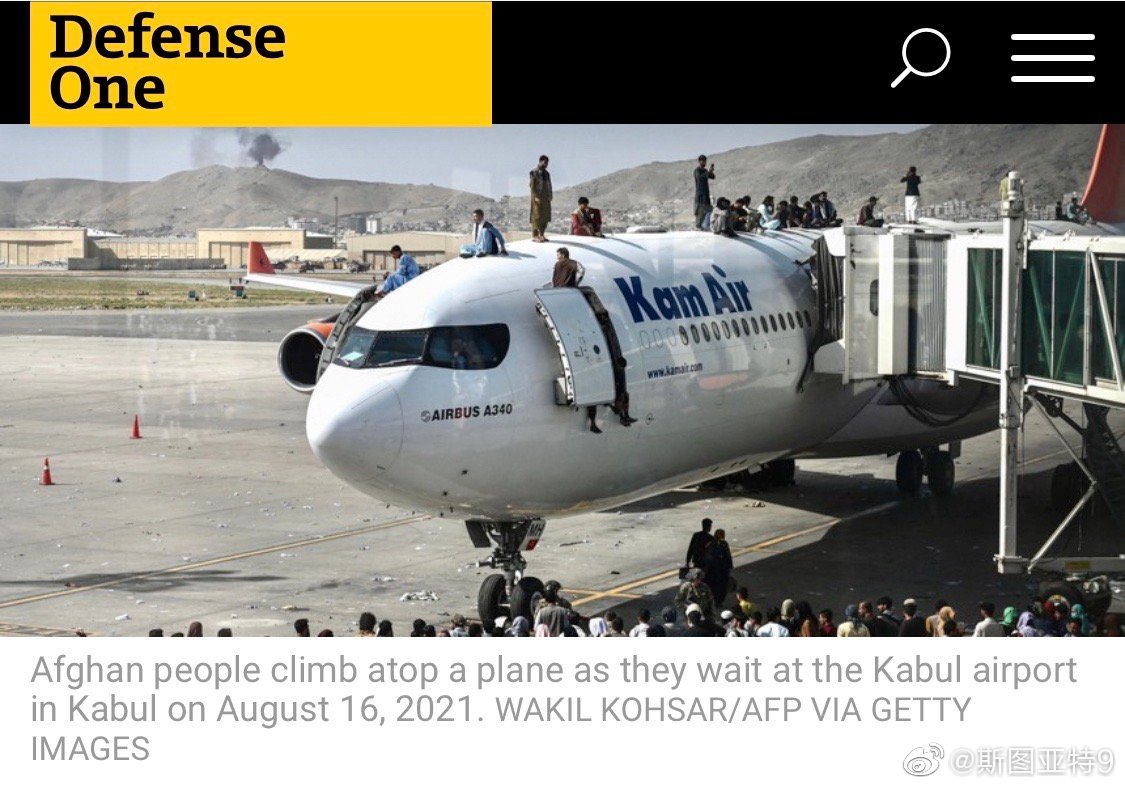 Defense
One
Kam Air
www.kamair.com
AIRBUS A340
MH
Afghan people climb atop a plane as they wait at the Kabul airport
in Kabul on August 16, 2021. WAKIL KOHSAR/AFP VIA GETTY
IMAGES
@斯图亚特9